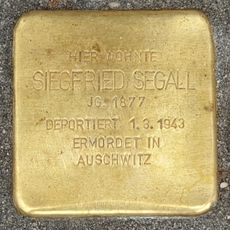 HIER WOHNTE
SIEGFRIED SEGALL
JG. 1877
DEPORTIERT 1.3.1943
ERMORDET IN
AUSCHWITZ